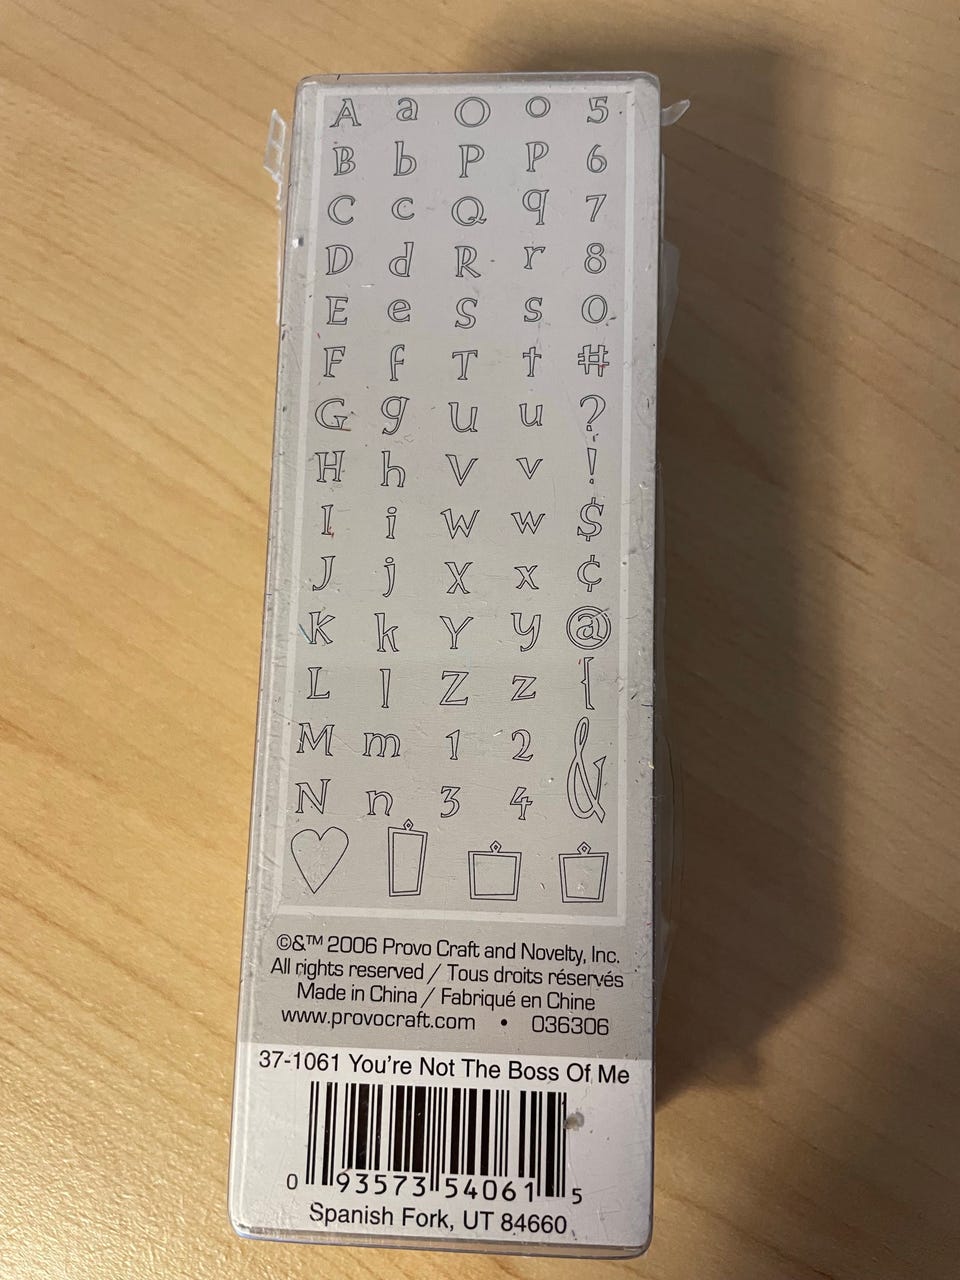 A a O o 5
B b P p 6
C c Q q 7
D d R r 8
E e S s 0
F f T t #
G g U u ?
H h V v !
I i W w $
J j X x ¢
K k Y y @
L l Z z {
M m 1 2 &
N n 3 4
©&™ 2006 Provo Craft and Novelty, Inc.
All rights reserved / Tous droits réservés
Made in China / Fabriqué en Chine
www.provocraft.com • 036306
37-1061 You're Not The Boss Of Me
0 93573 54061 5
Spanish Fork, UT 84660